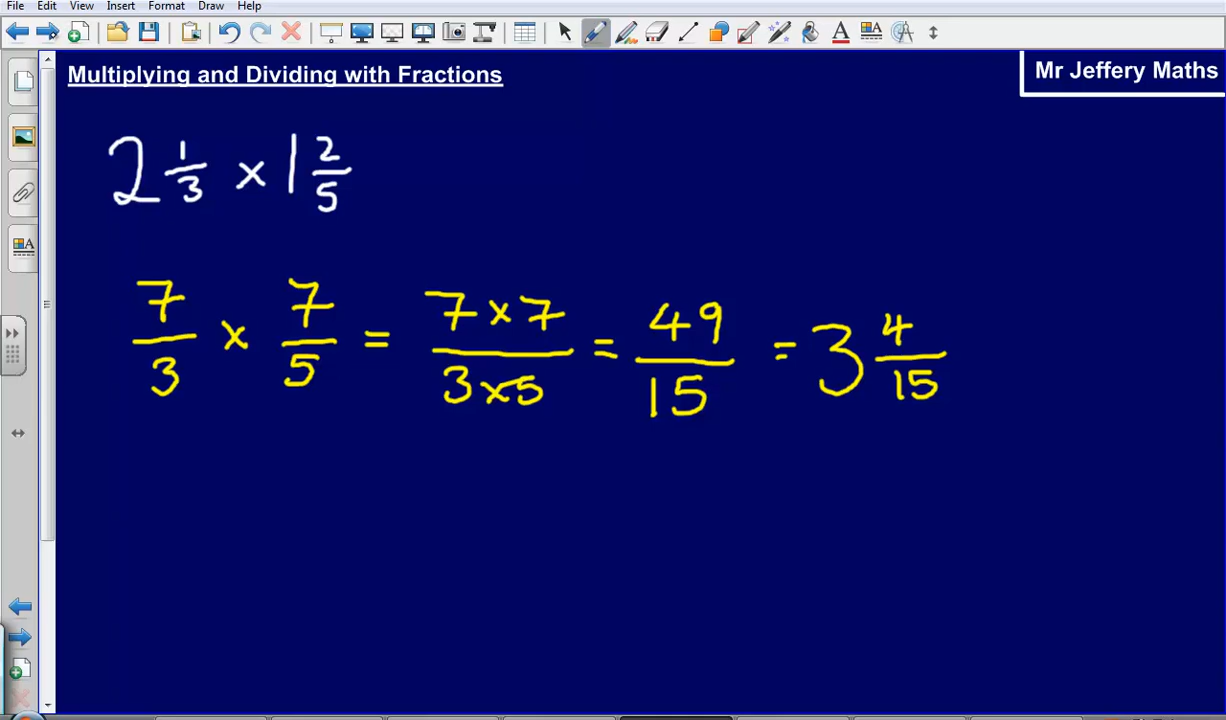 File Edit View Insert Format Draw Help
Multiplying and Dividing with Fractions
Mr Jeffery Maths
2 1/3 × 1 2/5
7/3 × 7/5 = 7×7/3×5 = 49/15 = 3 4/15